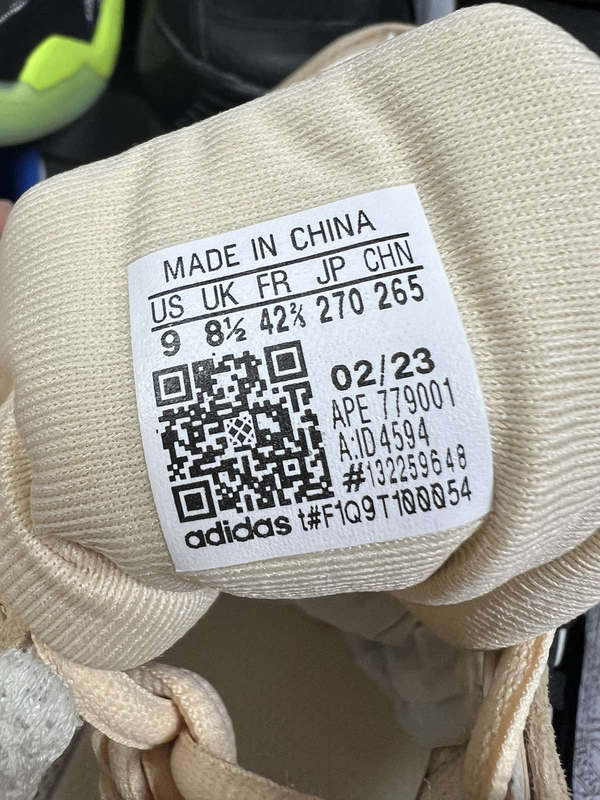 MADE IN CHINA
US UK FR JP CHN
9 8½ 42⅔ 270 265
02/23
APE 779001
A:ID4594
#132259648
adidas t#F1Q9T100054